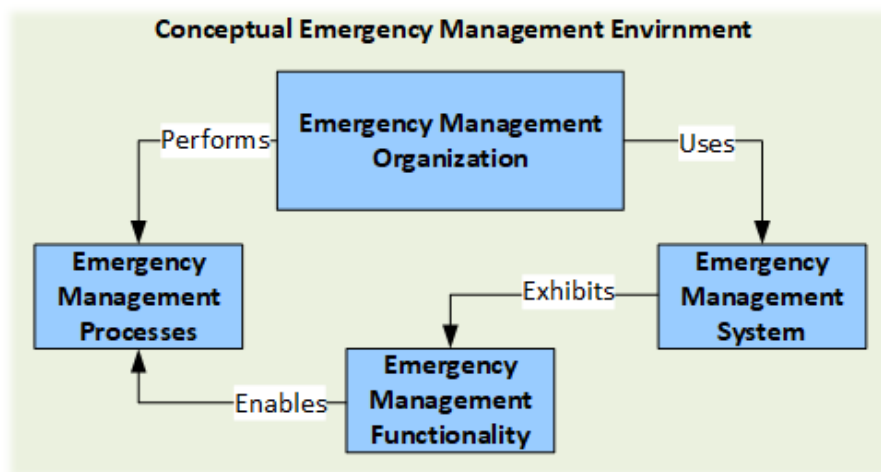 Conceptual Emergency Management Envirnment
Emergency Management
Organization
Performs
Uses
Emergency
Management
Processes
Emergency
Management
System
Exhibits
Emergency
Management
Functionality
Enables